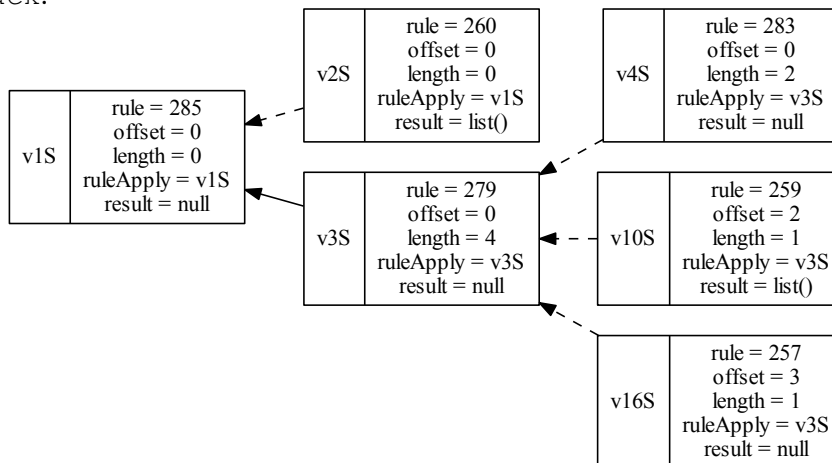 v1S
rule = 285
offset = 0
length = 0
ruleApply = v1S
result = null
v2S
rule = 260
offset = 0
length = 0
ruleApply = v1S
result = list()
v3S
rule = 279
offset = 0
length = 4
ruleApply = v3S
result = null
v4S
rule = 283
offset = 0
length = 2
ruleApply = v3S
result = null
v10S
rule = 259
offset = 2
length = 1
ruleApply = v3S
result = list()
v16S
rule = 257
offset = 3
length = 1
ruleApply = v3S
result = null